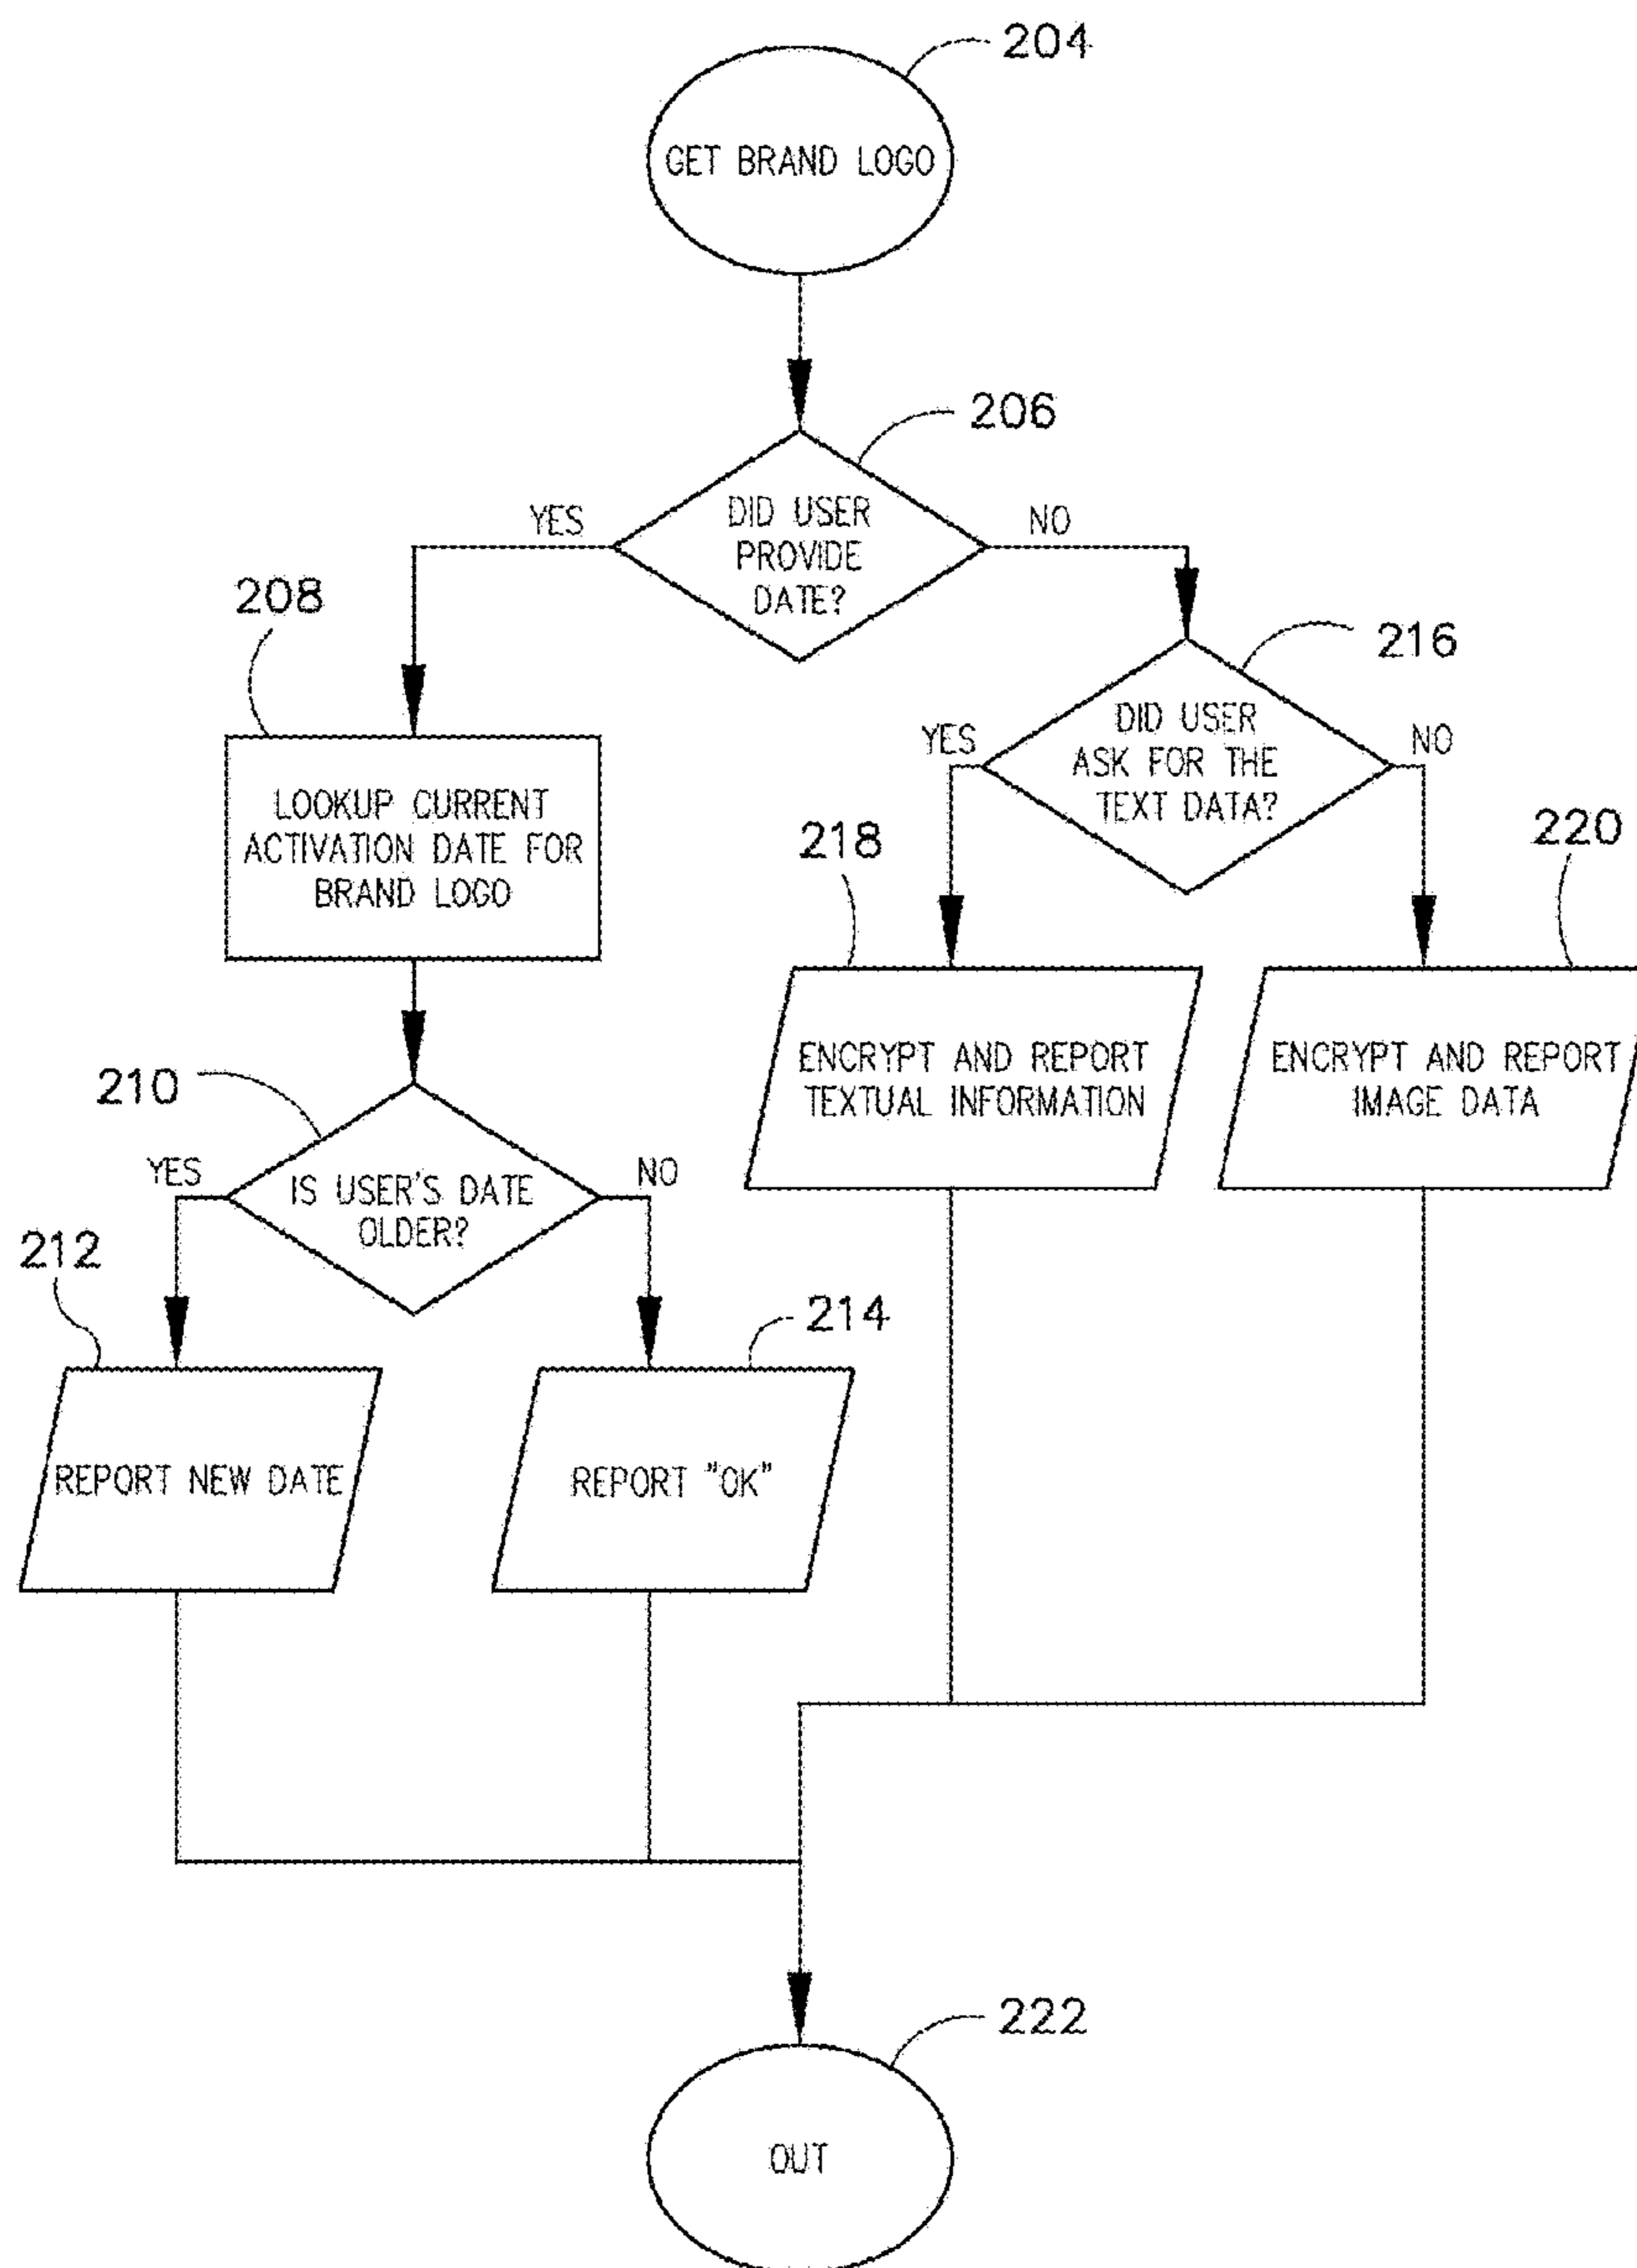 204
GET BRAND LOGO
206
DID USER
PROVIDE
DATE?
YES
NO
208
LOOKUP CURRENT
ACTIVATION DATE FOR
BRAND LOGO
216
DID USER
ASK FOR THE
TEXT DATA?
YES
NO
218
ENCRYPT AND REPORT
TEXTUAL INFORMATION
220
ENCRYPT AND REPORT
IMAGE DATA
210
IS USER'S DATE
OLDER?
YES
NO
212
REPORT NEW DATE
214
REPORT "OK"
222
OUT